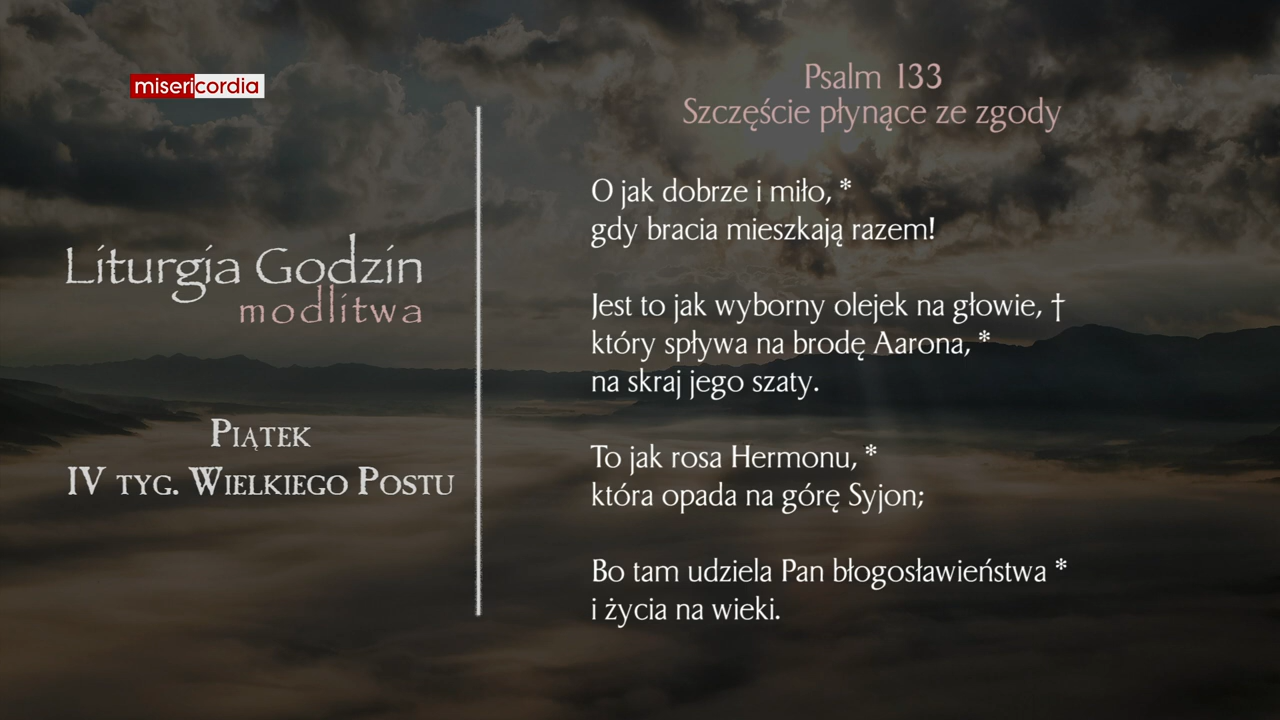 misericordia
Liturgia Godzin
modlitwa
Piątek
IV tyg. Wielkiego Postu
Psalm 133
Szczęście płynące ze zgody
O jak dobrze i miło, *
gdy bracia mieszkają razem!
Jest to jak wyborny olejek na głowie, †
który spływa na brodę Aarona, *
na skraj jego szaty.
To jak rosa Hermonu, *
która opada na górę Syjon;
Bo tam udziela Pan błogosławieństwa *
i życia na wieki.